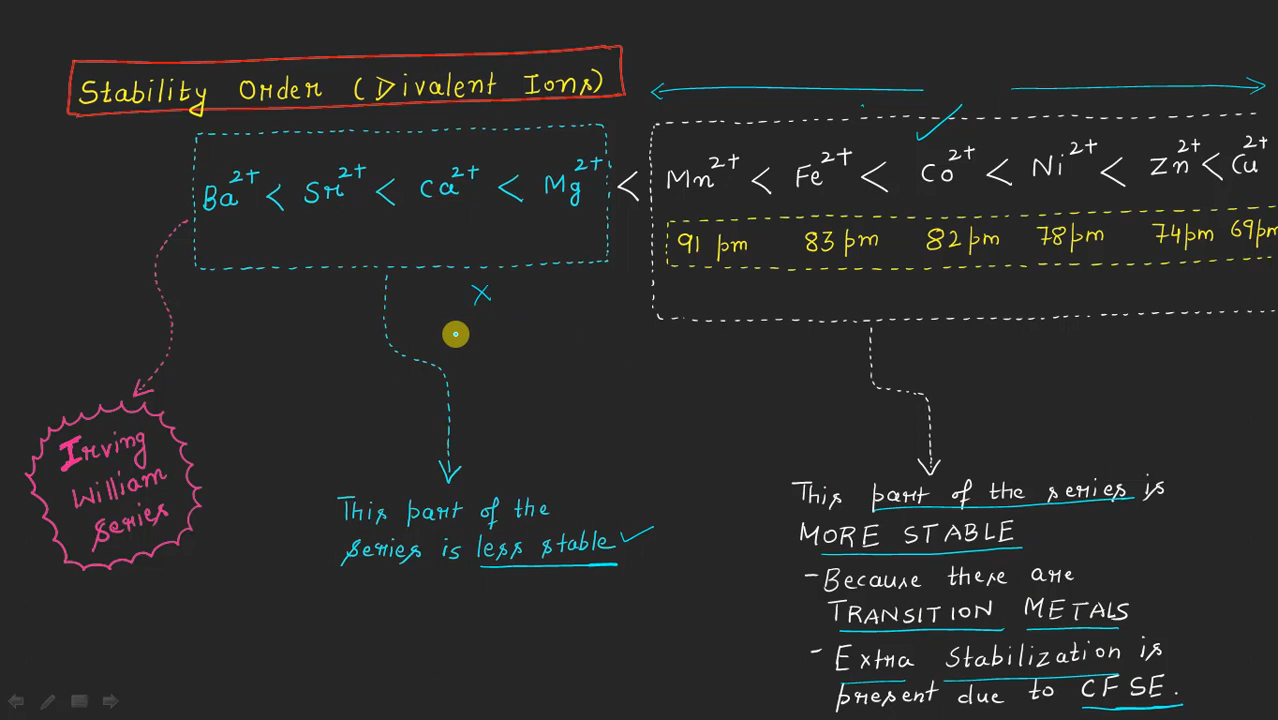 Stability Order (Divalent Ions)
Ba²⁺ < Sr²⁺ < Ca²⁺ < Mg²⁺ < Mn²⁺ < Fe²⁺ < Co²⁺ < Ni²⁺ < Zn²⁺ < Cu²⁺
91 pm 83 pm 82 pm 78 pm 74 pm 69 pm
Irving
William
series
This part of the
series is less stable
This part of the series is
MORE STABLE
- Because there are
TRANSITION METALS
- Extra Stabilization is
present due to CFSE.